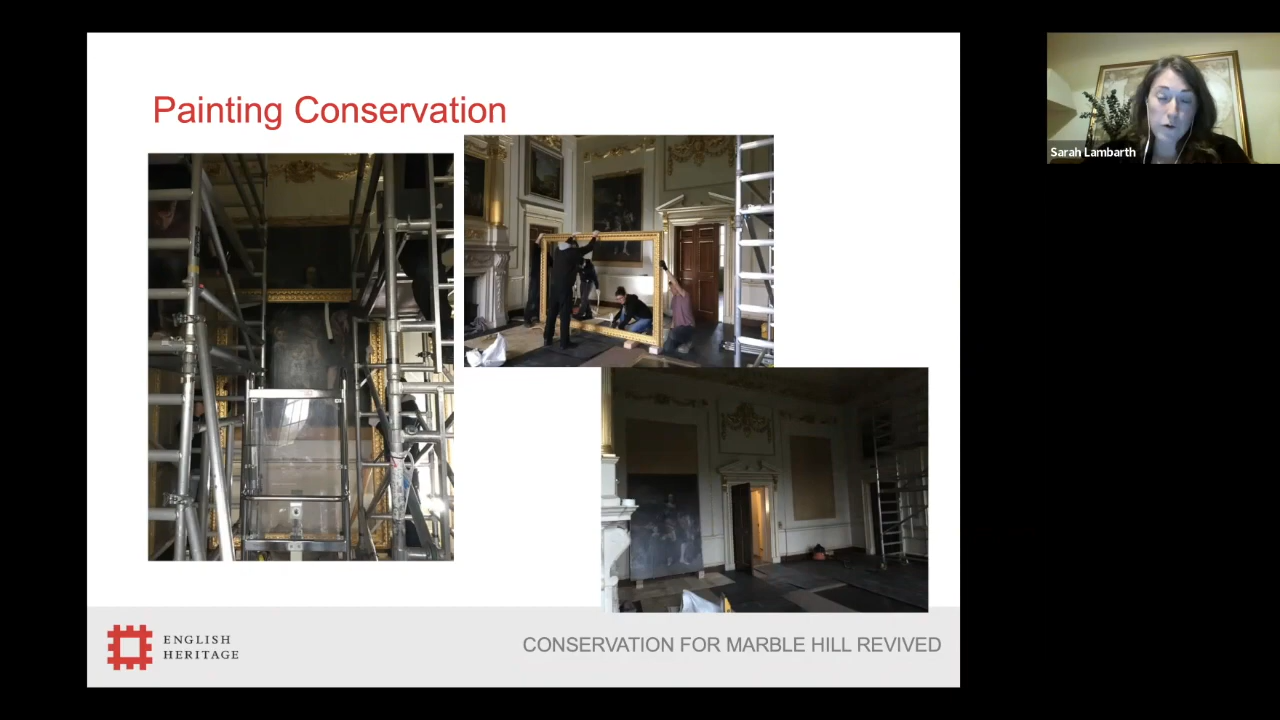 Painting Conservation
Sarah Lambarth
ENGLISH
HERITAGE
CONSERVATION FOR MARBLE HILL REVIVED